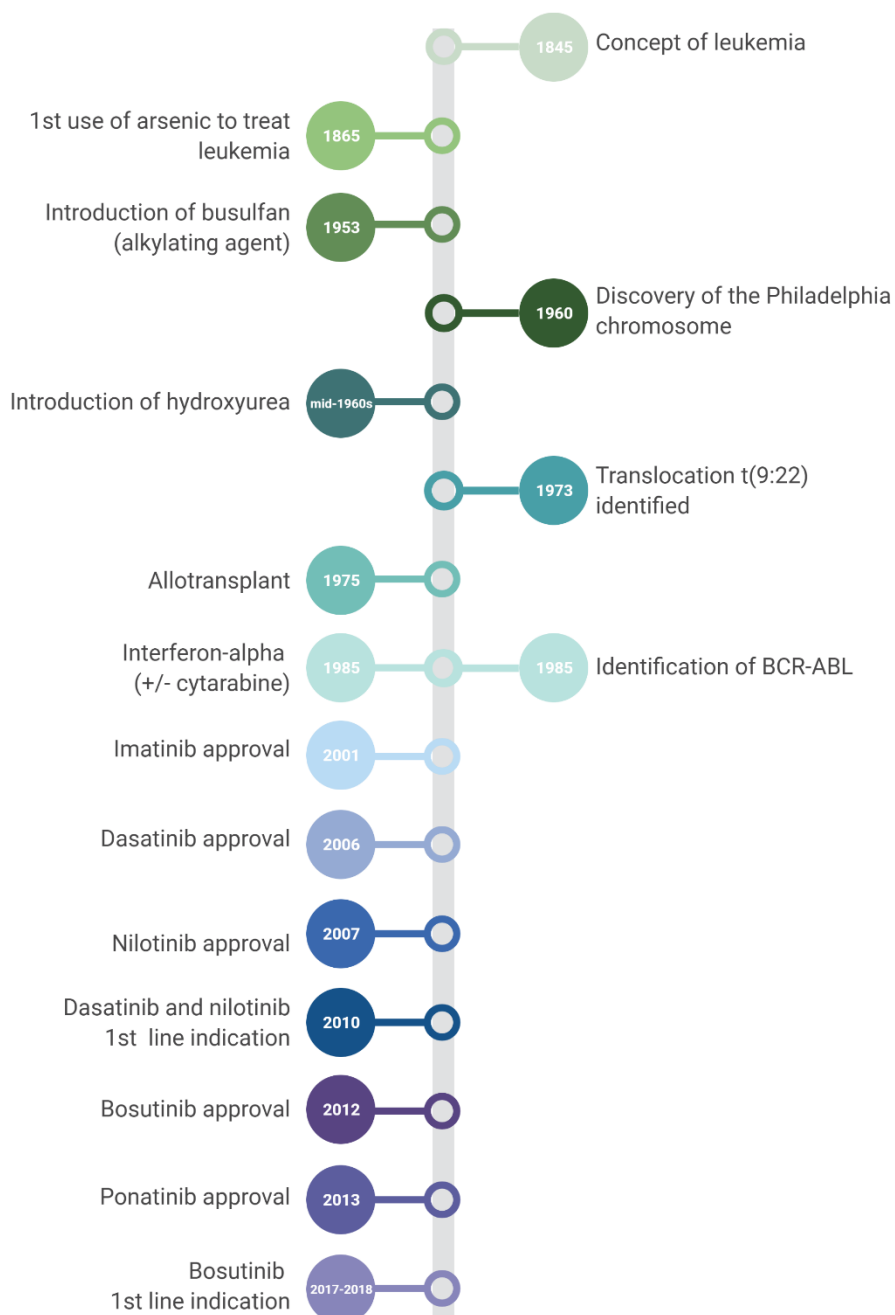 1845
Concept of leukemia
1st use of arsenic to treat
leukemia
1865
Introduction of busulfan
(alkylating agent)
1953
1960
Discovery of the Philadelphia
chromosome
Introduction of hydroxyurea
mid-1960s
1973
Translocation t(9:22)
identified
Allotransplant
1975
Interferon-alpha
(+/- cytarabine)
1985
1985
Identification of BCR-ABL
Imatinib approval
2001
Dasatinib approval
2006
Nilotinib approval
2007
Dasatinib and nilotinib
1st line indication
2010
Bosutinib approval
2012
Ponatinib approval
2013
Bosutinib
1st line indication
2017-2018